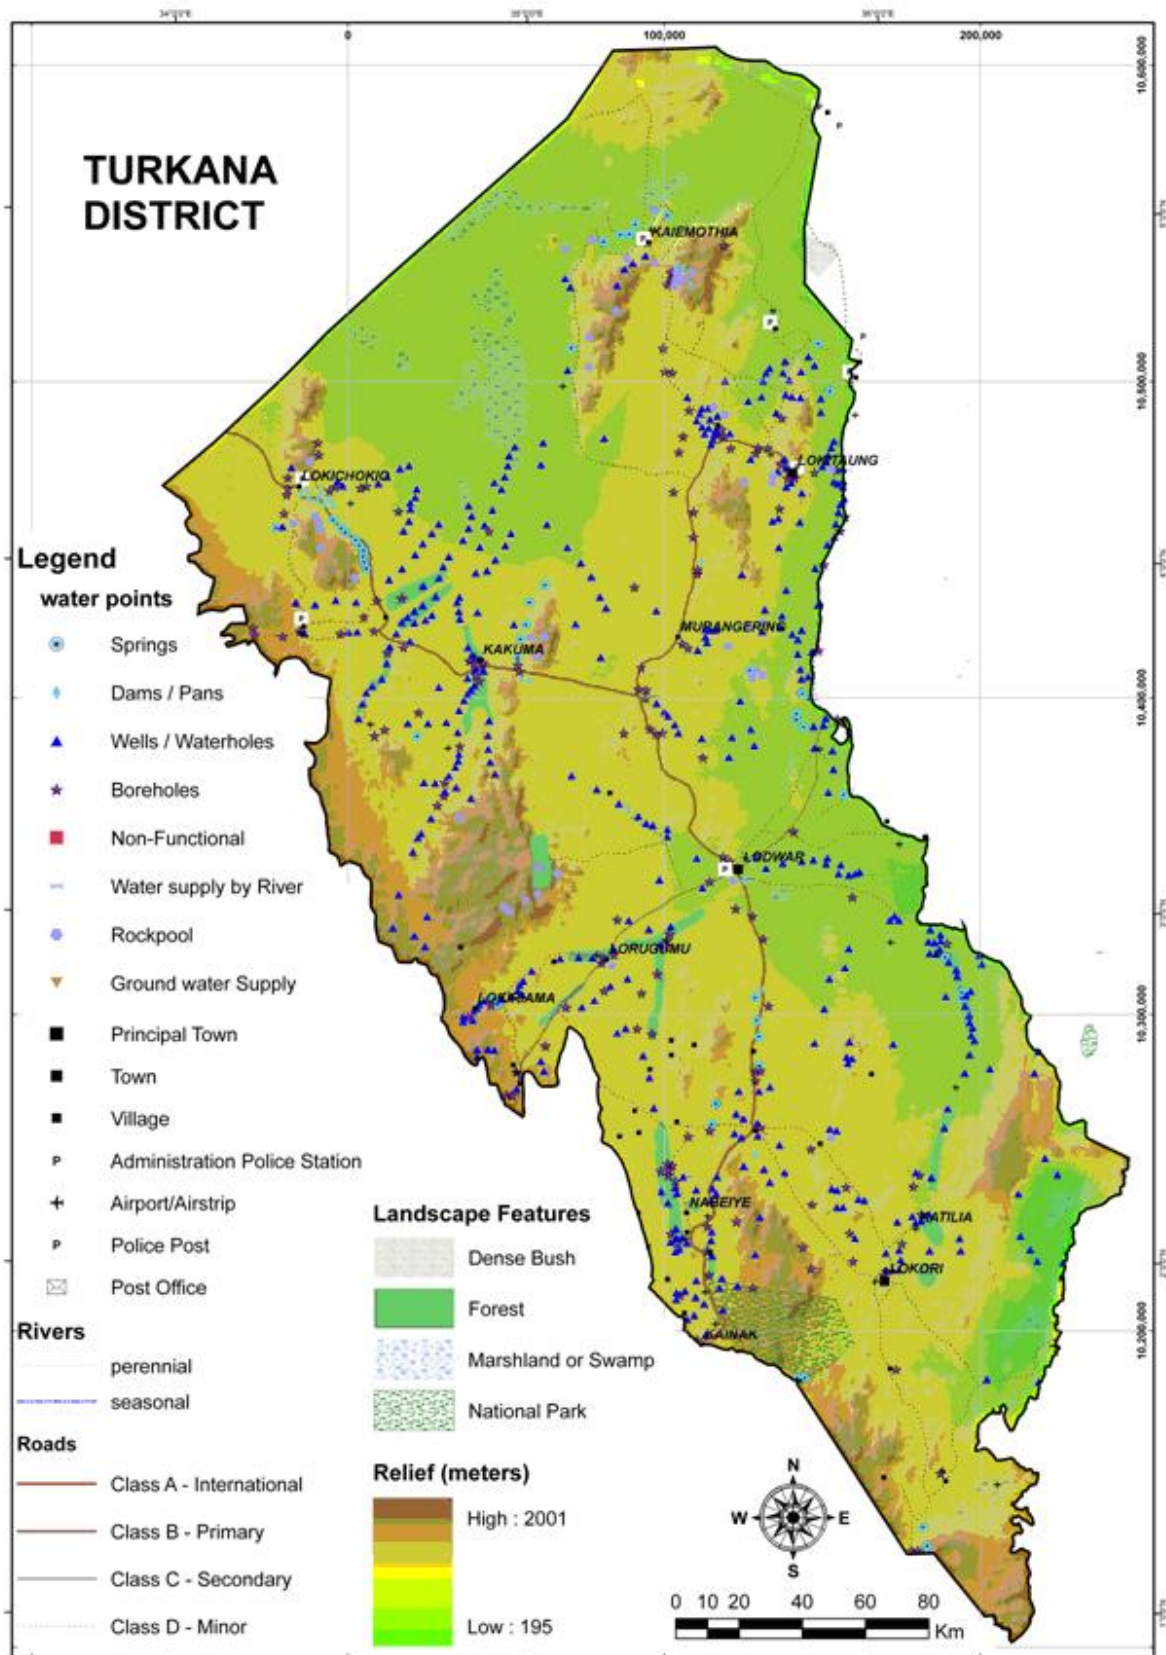 0
100,000
200,000
10,600,000
TURKANA
DISTRICT
KAIEMOTHIA
10,500,000
LOKITAUNG
LOKICHOKIO
Legend
water points
Springs
MURANGERING
KAKUMA
Dams / Pans
10,400,000
Wells / Waterholes
Boreholes
Non-Functional
LODWAR
Water supply by River
Rockpool
LORUGUMU
Ground water Supply
10,300,000
Principal Town
Town
Village
P Administration Police Station
Airport/Airstrip
NABEIYE
KATILIA
Landscape Features
P Police Post
Dense Bush
LOKORI
Post Office
Forest
Rivers
KAINAK
10,200,000
perennial
Marshland or Swamp
seasonal
National Park
Roads
Relief (meters)
N
Class A - International
High : 2001
W
E
Class B - Primary
S
Class C - Secondary
0 10 20 40 60 80
Km
Class D - Minor
Low : 195